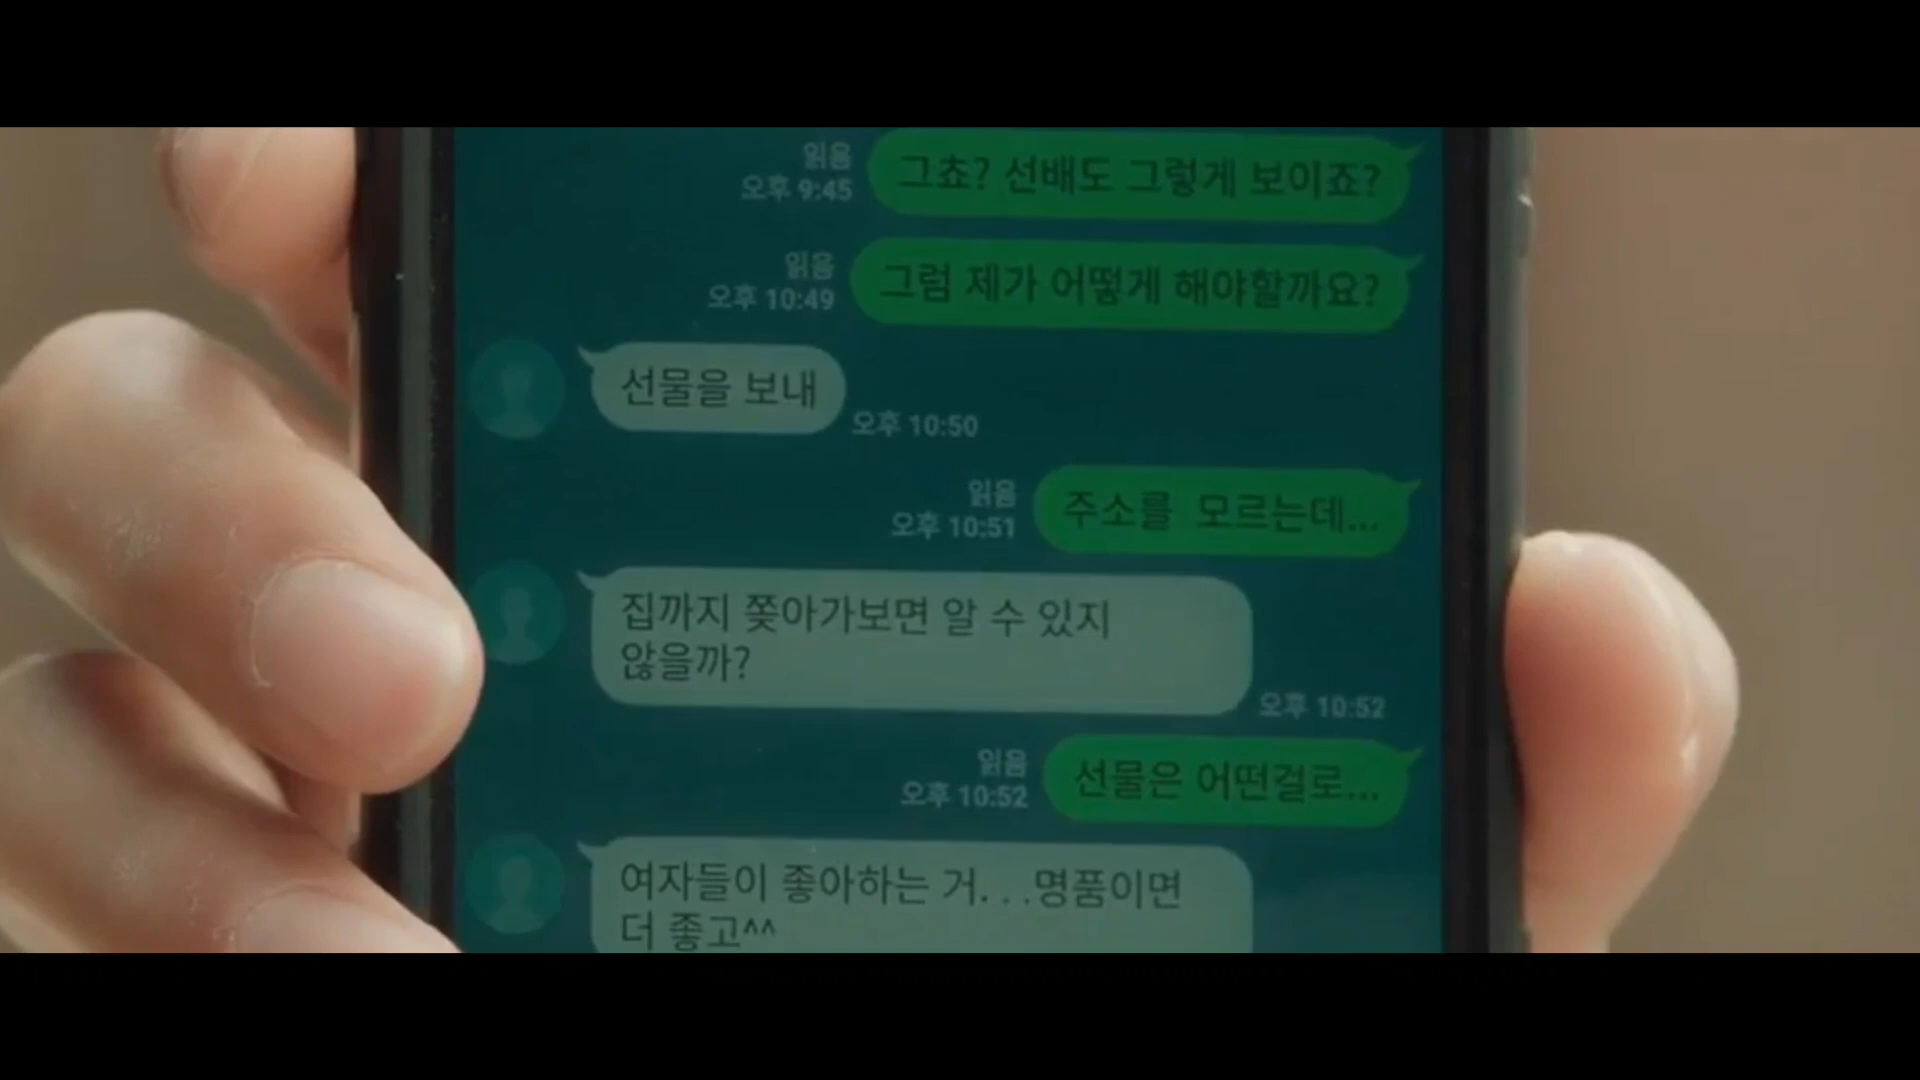 읽음
오후 9:45
그쵸? 선배도 그렇게 보이죠?
읽음
오후 10:49
그럼 제가 어떻게 해야할까요?
선물을 보내
오후 10:50
읽음
오후 10:51
주소를 모르는데...
집까지 쫒아가보면 알 수 있지
않을까?
오후 10:52
읽음
오후 10:52
선물은 어떤걸로...
여자들이 좋아하는 거. . .명품이면
더 좋고^^